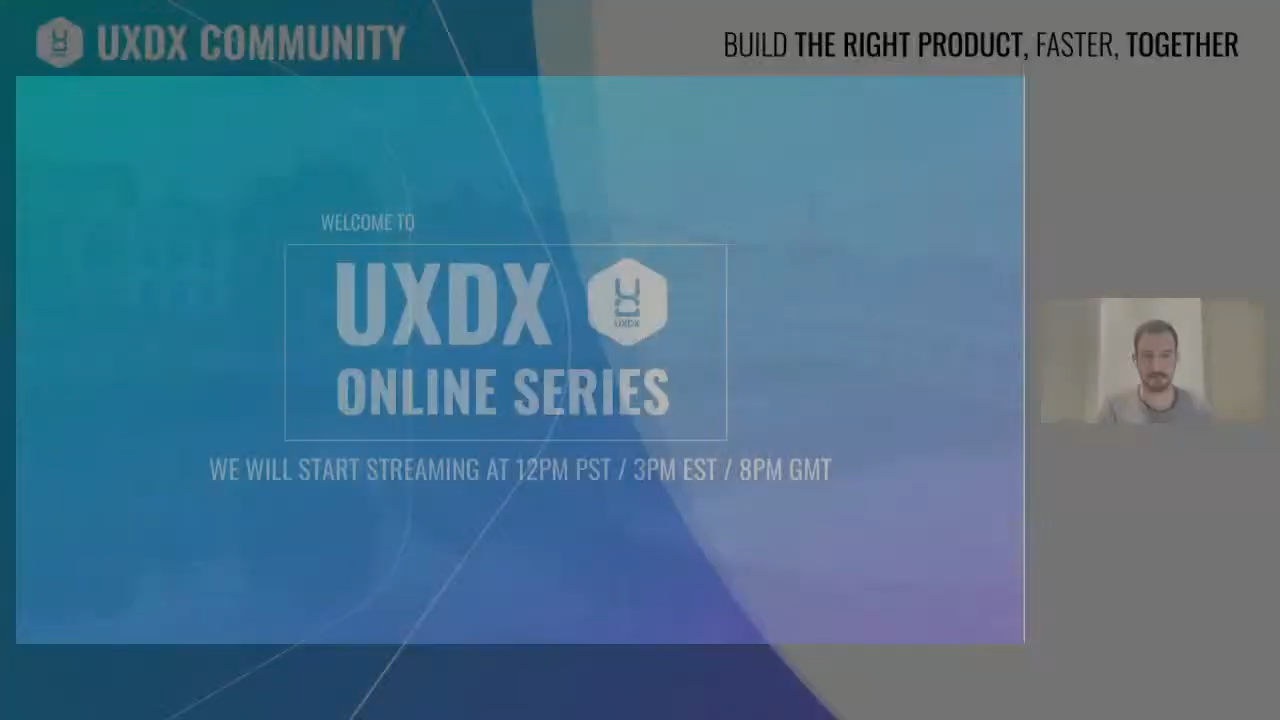 UXDX COMMUNITY
BUILD THE RIGHT PRODUCT, FASTER, TOGETHER
WELCOME TO
UXDX
UXDX
ONLINE SERIES
WE WILL START STREAMING AT 12PM PST / 3PM EST / 8PM GMT